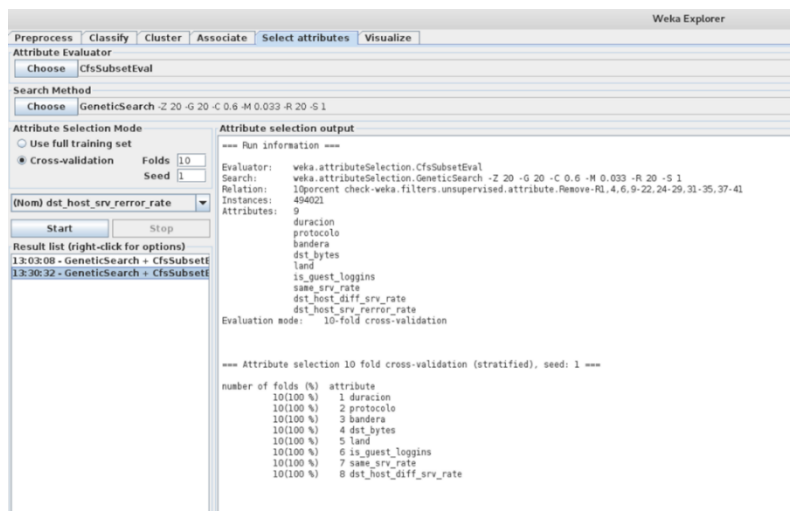 Weka Explorer
Preprocess Classify Cluster Associate Select attributes Visualize
Attribute Evaluator
Choose CfsSubsetEval
Search Method
Choose GeneticSearch -Z 20 -G 20 -C 0.6 -M 0.033 -R 20 -S 1
Attribute Selection Mode
Use full training set
Cross-validation Folds 10
Seed 1
(Nom) dst_host_srv_rerror_rate
Start Stop
Result list (right-click for options)
13:03:08 - GeneticSearch + CfsSubsetE
13:30:32 - GeneticSearch + CfsSubsetE
Attribute selection output
=== Run information ===
Evaluator: weka.attributeSelection.CfsSubsetEval
Search: weka.attributeSelection.GeneticSearch -Z 20 -G 20 -C 0.6 -M 0.033 -R 20 -S 1
Relation: 10porcent check-weka.filters.unsupervised.attribute.Remove-R1,4,6,9-22,24-29,31-35,37-41
Instances: 494021
Attributes: 9
duracion
protocolo
bandera
dst_bytes
land
is_guest_loggins
same_srv_rate
dst_host_diff_srv_rate
dst_host_srv_rerror_rate
Evaluation mode: 10-fold cross-validation
=== Attribute selection 10 fold cross-validation (stratified), seed: 1 ===
number of folds (%) attribute
10(100 %) 1 duracion
10(100 %) 2 protocolo
10(100 %) 3 bandera
10(100 %) 4 dst_bytes
10(100 %) 5 land
10(100 %) 6 is_guest_loggins
10(100 %) 7 same_srv_rate
10(100 %) 8 dst_host_diff_srv_rate